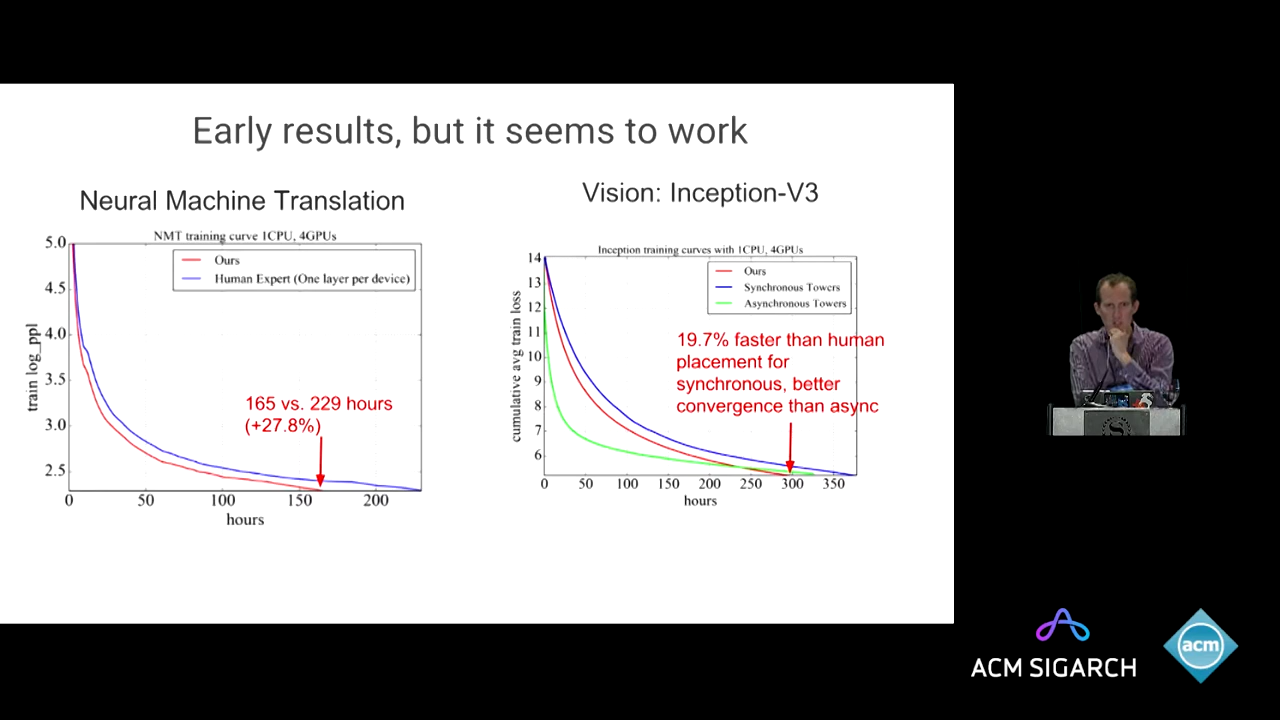 Early results, but it seems to work
Neural Machine Translation
NMT training curve 1CPU, 4GPUs
5.0
4.5
4.0
3.5
3.0
2.5
train log_ppl
Ours
Human Expert (One layer per device)
165 vs. 229 hours
(+27.8%)
0 50 100 150 200
hours
Vision: Inception-V3
Inception training curves with 1CPU, 4GPUs
14
13
12
11
10
9
8
7
6
cumulative avg train loss
Ours
Synchronous Towers
Asynchronous Towers
19.7% faster than human
placement for
synchronous, better
convergence than async
0 50 100 150 200 250 300 350
hours
ACM SIGARCH
acm